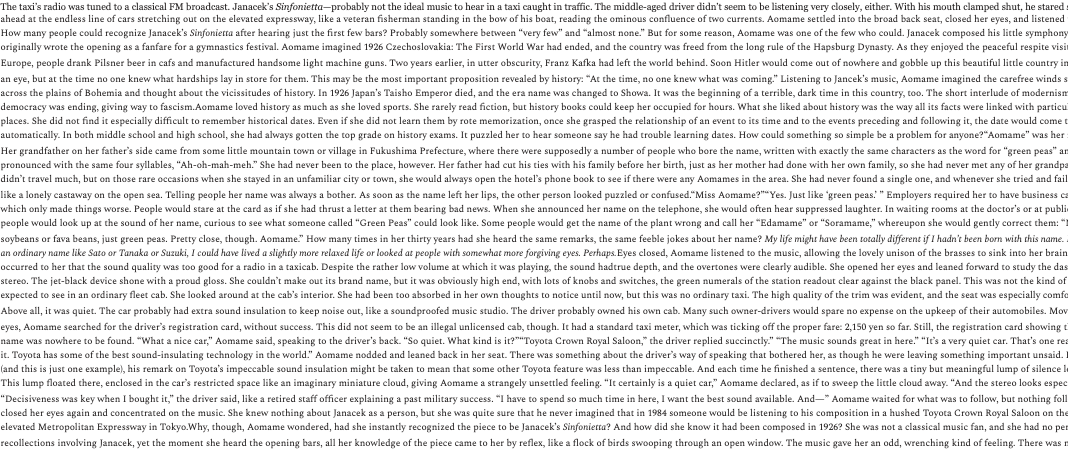 The taxi's radio was tuned to a classical FM broadcast. Janacek's Sinfonietta—probably not the ideal music to hear in a taxi caught in traffic. The middle-aged driver didn't seem to be listening very closely, either. With his mouth clamped shut, he stared s
ahead at the endless line of cars stretching out on the elevated expressway, like a veteran fisherman standing in the bow of his boat, reading the ominous confluence of two currents. Aomame settled into the broad back seat, closed her eyes, and listened
How many people could recognize Janecek's Sinfonietta after hearing just the first few bars? Probably somewhere between “very few” and “almost none.” But for some reason, Aomame was one of the few who could. Janacek composed his little symphony
originally wrote the opening as a fanfare for a gymnastics festival. Aomame imagined 1926 Czechoslovakia: The First World War had ended, and the country was freed from the long rule of the Hapsburg Dynasty. As they enjoyed the peaceful respite visit
Europe, people drank Pilsner beer in cafs and manufactured handsome light machine guns. Two years earlier, in utter obscurity, Franz Kafka had left the world behind. Soon Hitler would come out of nowhere and gobble up this beautiful little country in
an eye, but at the time no one knew what hardships lay in store for them. This may be the most important proposition revealed by history: “At the time, no one knew what was coming.” Listening to Jancek's music, Aomame imagined the carefree winds s
across the plains of Bohemia and thought about the vicissitudes of history. In 1926 Japan's Taisho Emperor died, and the era name was changed to Showa. It was the beginning of a terrible, dark time in this country, too. The short interlude of modernism
democracy was ending, giving way to fascism.Aomame loved history as much as she loved sports. She rarely read fiction, but history books could keep her occupied for hours. What she liked about history was the way all its facts were linked with particul
places. She did not find it especially difficult to remember historical dates. Even if she did not learn them by rote memorization, once she grasped the relationship of an event to its time and to the events preceding and following it, the date would come t
automatically. In both middle school and high school, she had always gotten the top grade on history exams. It puzzled her to hear someone say he had trouble learning dates. How could something so simple be a problem for anyone?“Aomame” was her
Her grandfather on her father's side came from some little mountain town or village in Fukushima Prefecture, where there were supposedly a number of people who bore the name, written with exactly the same characters as the word for “green peas” an
pronounced with the same four syllables, “Ah-oh-mah-meh.” She had never been to the place, however. Her father had cut his ties with his family before her birth, just as her mother had done with her own family, so she had never met any of her grandpa
didn't travel much, but on those rare occasions when she stayed in an unfamiliar city or town, she would always open the hotel's phone book to see if there were any Aomames in the area. She had never found a single one, and whenever she tried and fail
like a lonely castaway on the open sea. Telling people her name was always a bother. As soon as the name left her lips, the other person looked puzzled or confused.“Miss Aomame?”“Yes. Just like ‘green peas.’ ” Employers required her to have business ca
which only made things worse. People would stare at the card as if she had thrust a letter at them bearing bad news. When she announced her name on the telephone, she would often hear suppressed laughter. In waiting rooms at the doctor's or at public
people would look up at the sound of her name, curious to see what someone called “Green Peas” could look like. Some people would get the name of the plant wrong and call her “Edamame” or “Soramame,” whereupon she would gently correct them: “N
soybeans or fava beans, just green peas. Pretty close, though. Aomame.” How many times in her thirty years had she heard the same remarks, the same feeble jokes about her name? My life might have been totally different if I hadn't been born with this name.
an ordinary name like Sato or Tanaka or Suzuki, I could have lived a slightly more relaxed life or looked at people with somewhat more forgiving eyes. Perhaps.Eyes closed, Aomame listened to the music, allowing the lovely unison of the brasses to sink into her brain
occurred to her that the sound quality was too good for a radio in a taxicab. Despite the rather low volume at which it was playing, the sound hadtrue depth, and the overtones were clearly audible. She opened her eyes and leaned forward to study the das
stereo. The jet-black device shone with a proud gloss. She couldn't make out its brand name, but it was obviously high end, with lots of knobs and switches, the green numerals of the station readout clear against the black panel. This was not the kind of
expected to see in an ordinary fleet cab. She looked around at the cab's interior. She had been too absorbed in her own thoughts to notice until now, but this was no ordinary taxi. The high quality of the trim was evident, and the seat was especially comfo
Above all, it was quiet. The car probably had extra sound insulation to keep noise out, like a soundproofed music studio. The driver probably owned his own cab. Many such owner-drivers would spare no expense on the upkeep of their automobiles. Mov
eyes, Aomame searched for the driver's registration card, without success. This did not seem to be an illegal unlicensed cab, though. It had a standard taxi meter, which was ticking off the proper fare: 2,150 yen so far. Still, the registration card showing th
name was nowhere to be found. “What a nice car,” Aomame said, speaking to the driver's back. “So quiet. What kind is it?”“Toyota Crown Royal Saloon,” the driver replied succinctly.” “The music sounds great in here.” “It's a very quiet car. That's one rea
it. Toyota has some of the best sound-insulating technology in the world.” Aomame nodded and leaned back in her seat. There was something about the driver's way of speaking that bothered her, as though he were leaving something important unsaid. F
(and this is just one example), his remark on Toyota's impeccable sound insulation might be taken to mean that some other Toyota feature was less than impeccable. And each time he finished a sentence, there was a tiny but meaningful lump of silence le
This lump floated there, enclosed in the car's restricted space like an imaginary miniature cloud, giving Aomame a strangely unsettled feeling. “It certainly is a quiet car,” Aomame declared, as if to sweep the little cloud away. “And the stereo looks espec
“Decisiveness was key when I bought it,” the driver said, like a retired staff officer explaining a past military success. “I have to spend so much time in here, I want the best sound available. And—” Aomame waited for what was to follow, but nothing foll
closed her eyes again and concentrated on the music. She knew nothing about Janacek as a person, but she was quite sure that he never imagined that in 1984 someone would be listening to his composition in a hushed Toyota Crown Royal Saloon on the
elevated Metropolitan Expressway in Tokyo.Why, though, Aomame wondered, had she instantly recognized the piece to be Janacek's Sinfonietta? And how did she know it had been composed in 1926? She was not a classical music fan, and she had no per
recollections involving Janacek, yet the moment she heard the opening bars, all her knowledge of the piece came to her by reflex, like a flock of birds swooping through an open window. The music gave her an odd, wrenching kind of feeling. There was n